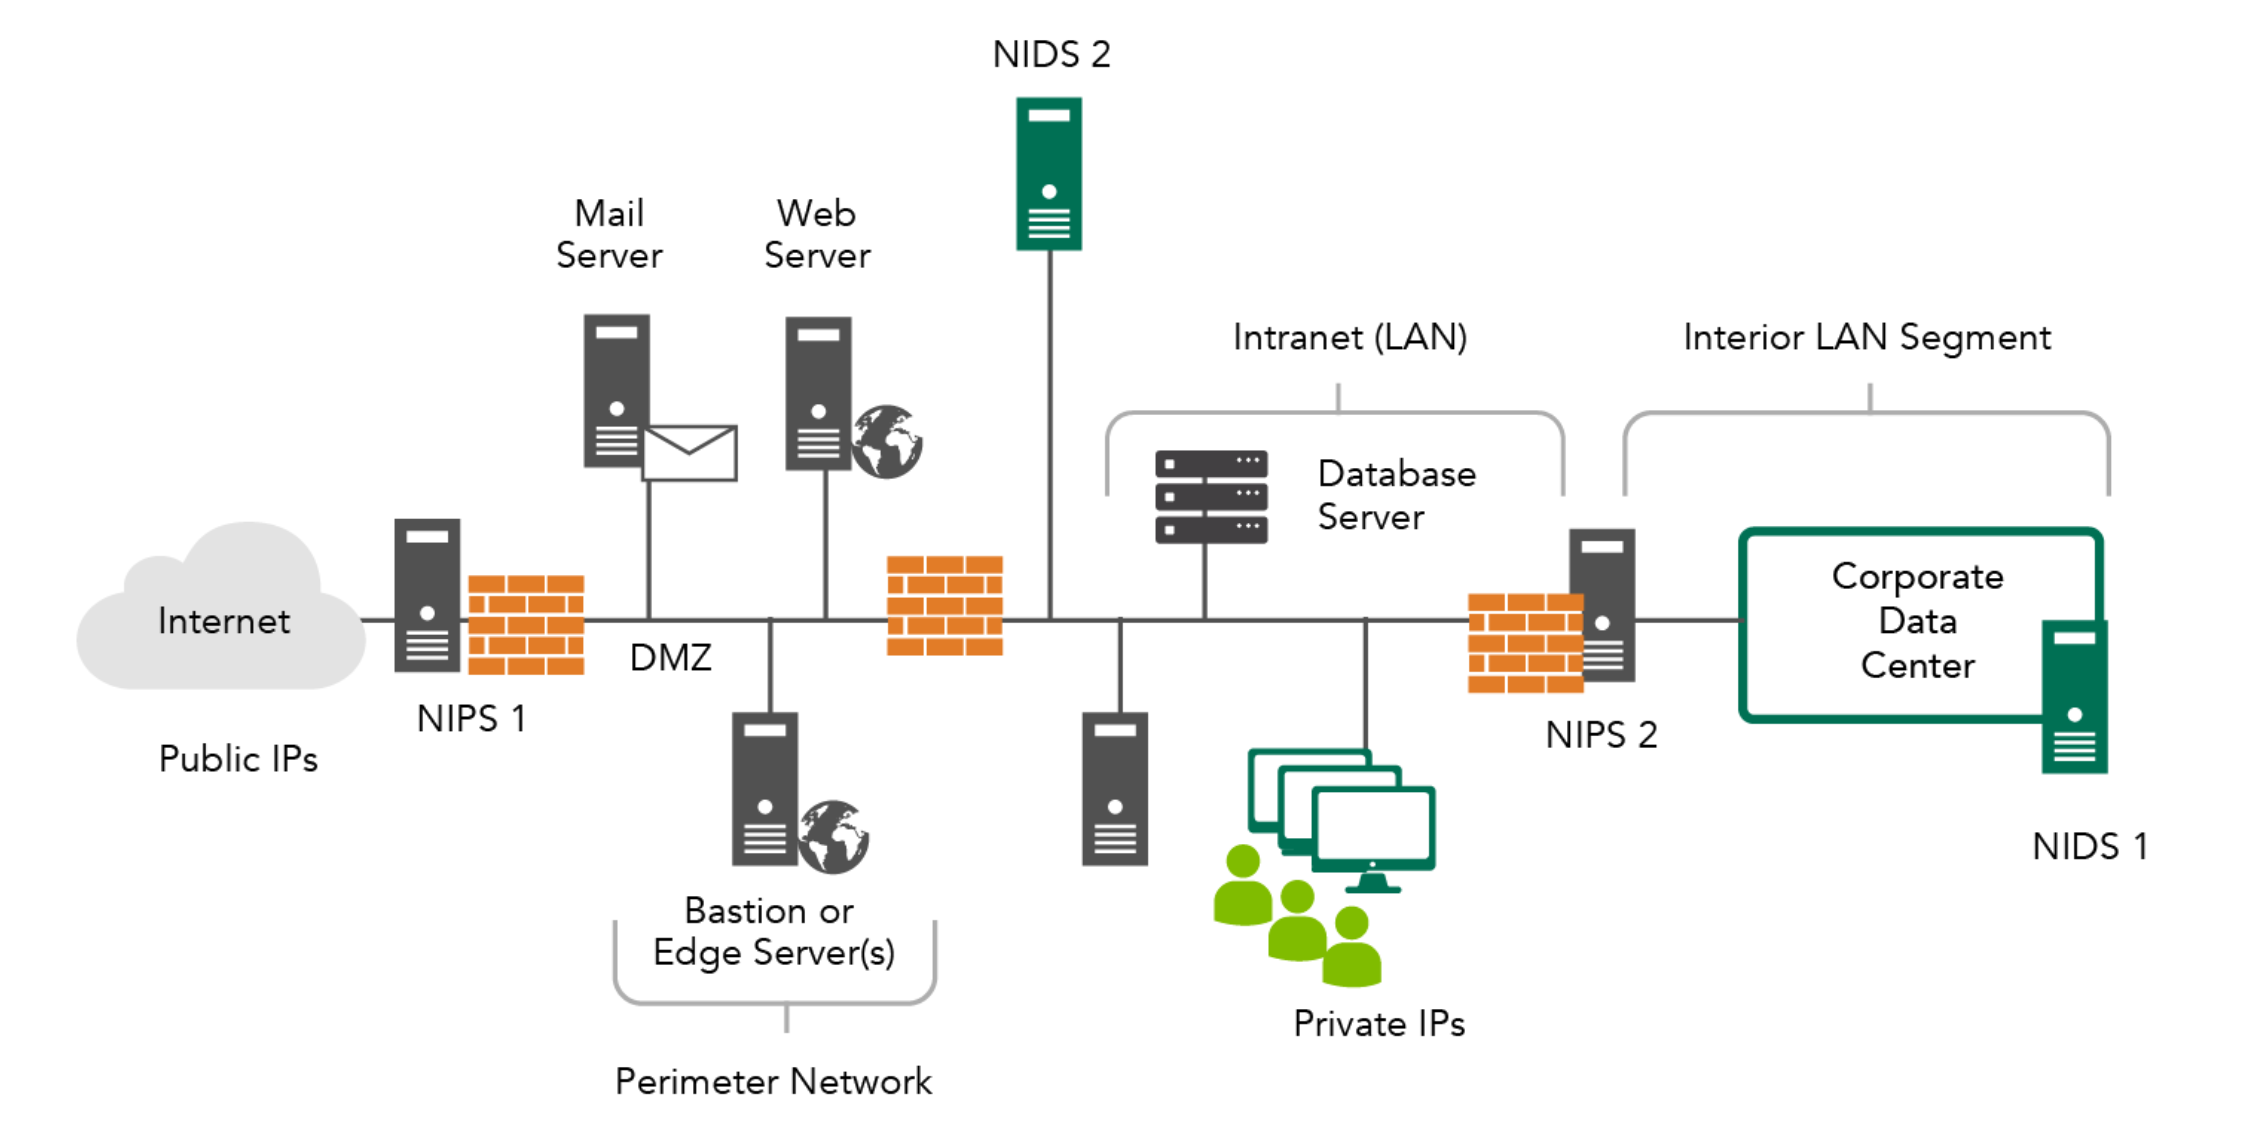 NIDS 2
Mail
Server
Web
Server
Intranet (LAN)
Interior LAN Segment
Database
Server
Internet
Corporate
Data
Center
DMZ
NIPS 1
NIPS 2
Public IPs
NIDS 1
Bastion or
Edge Server(s)
Private IPs
Perimeter Network